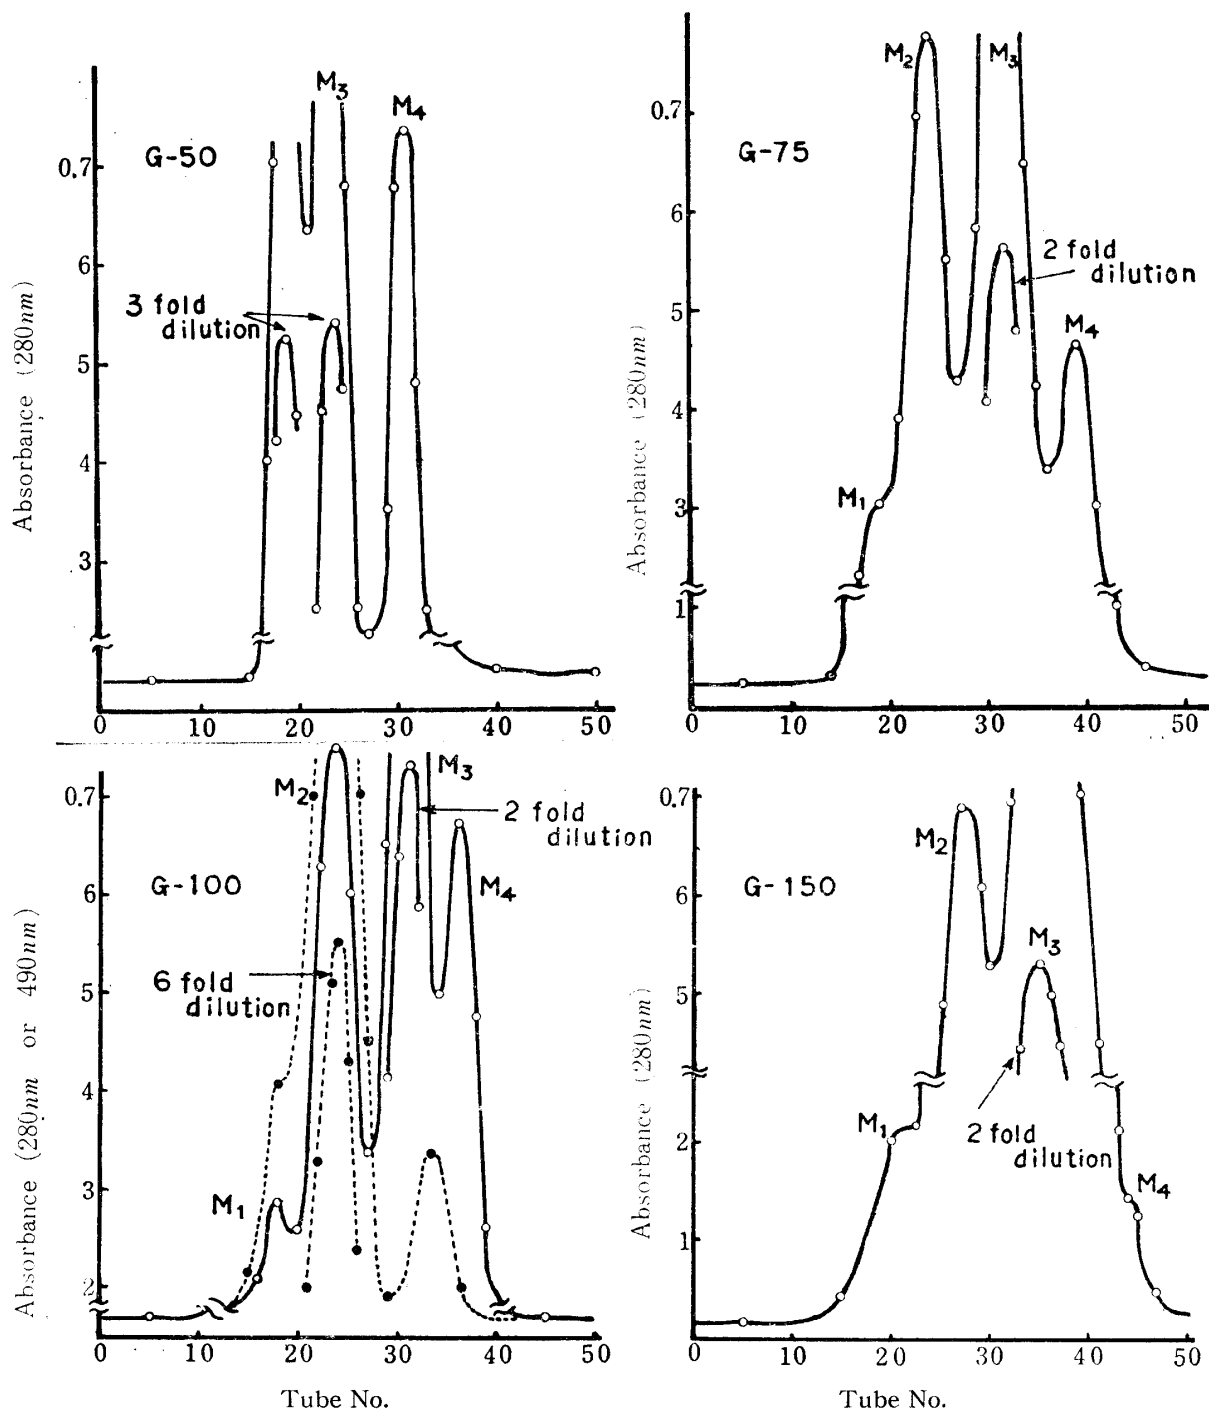 M3
M4
0.7
G-50
6
3 fold
dilution
5
4
3
Absorbance (280nm)
0 10 20 30 40 50
M2 M3
0.7
G-75
6
2 fold
dilution
5
M4
4
M1
3
1
Absorbance (280nm)
0 10 20 30 40 50
0.7
M2
M3
2 fold
dilution
6
G-100
M4
6 fold
dilution
5
4
3
M1
2
Absorbance (280nm or 490nm)
0 10 20 30 40 50
Tube No.
0.7
M2
6
G-150
M3
5
M1
2
2 fold
dilution
M4
1
Absorbance (280nm)
0 10 20 30 40 50
Tube No.